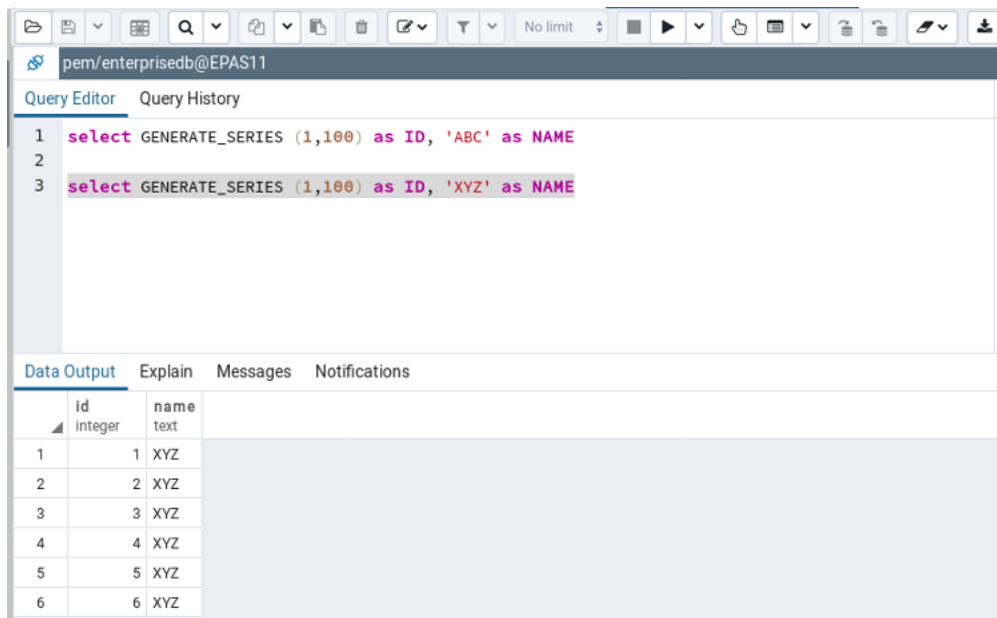 No limit
pem/enterprisedb@EPAS11
Query Editor Query History
1 select GENERATE_SERIES (1,100) as ID, 'ABC' as NAME
2
3 select GENERATE_SERIES (1,100) as ID, 'XYZ' as NAME
Data Output Explain Messages Notifications
id name
integer text
1 1 XYZ
2 2 XYZ
3 3 XYZ
4 4 XYZ
5 5 XYZ
6 6 XYZ